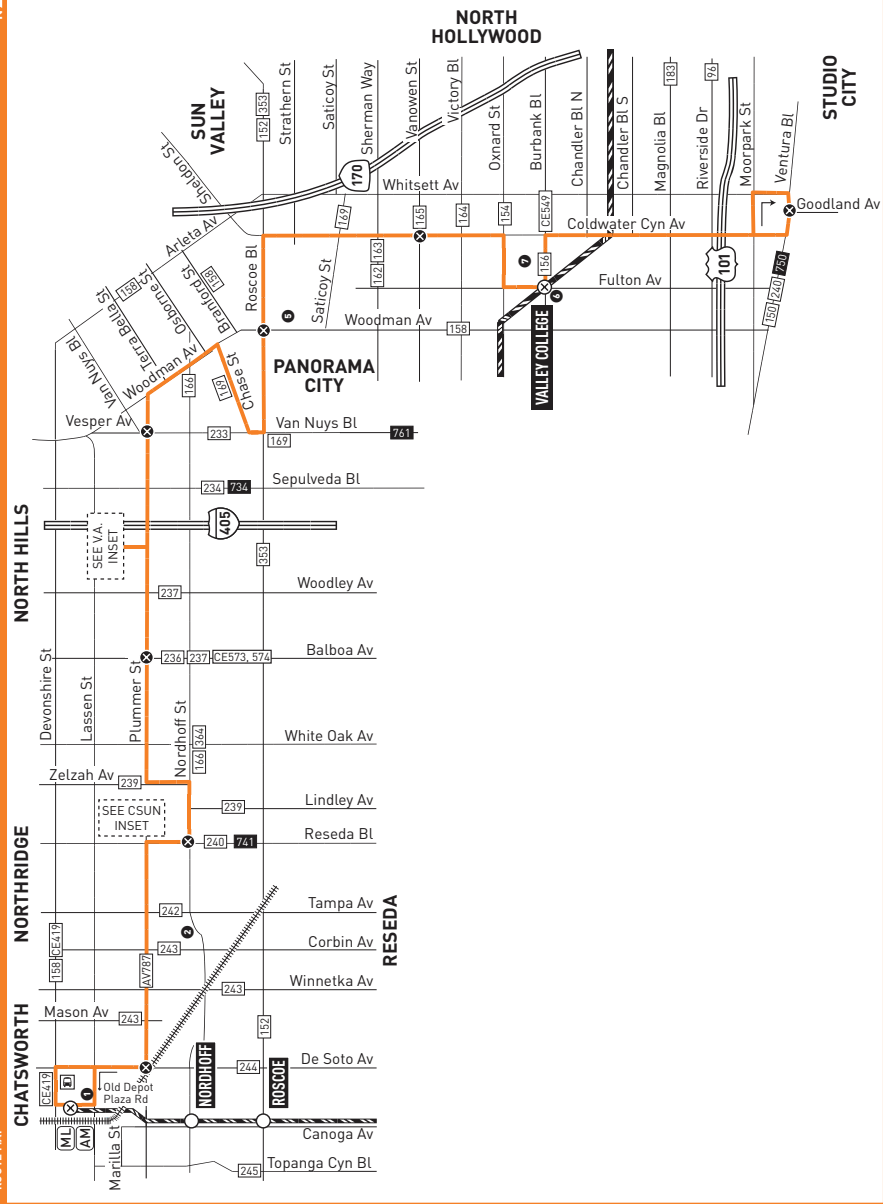 NORTH
HOLLYWOOD
STUDIO
CITY
SUN
VALLEY
152 353
Strathern St
Saticoy St
Sherman Way
Vanowen St
Victory Bl
Oxnard St
Burbank Bl
Chandler Bl N
Chandler Bl S
Magnolia Bl
183
Riverside Dr
96
Moorpark St
Ventura Bl
Sheldon St
170
Whitsett Av
Goodland Av
Arleta Av
169
165
164
154
CE549
Coldwater Cyn Av
158
Van Nuys Bl
Terra Bella St
Osborne St
Branford St
158
Roscoe Bl
Saticoy St
162 163
7
156
Fulton Av
101
150 240 750
6
5
Woodman Av
158
VALLEY COLLEGE
Woodman Av
166
169
Chase St
PANORAMA
CITY
Vesper Av
233
Van Nuys Bl
169
761
234 734
Sepulveda Bl
NORTH HILLS
SEE V.A.
INSET
405
353
237
Woodley Av
Devonshire St
Lassen St
Plummer St
236 237 CE573, 574
Balboa Av
Nordhoff St
364
166
White Oak Av
Zelzah Av
239
SEE CSUN
INSET
239
Lindley Av
NORTHRIDGE
240 741
Reseda Bl
RESEDA
242
Tampa Av
2
158 CE419
243
Corbin Av
AV787
243
Winnetka Av
CHATSWORTH
Mason Av
243
152
CE419
1
Old Depot
Plaza Rd
244
De Soto Av
NORDHOFF
ROSCOE
ML
AM
Marilla St
Canoga Av
245
Topanga Cyn Bl